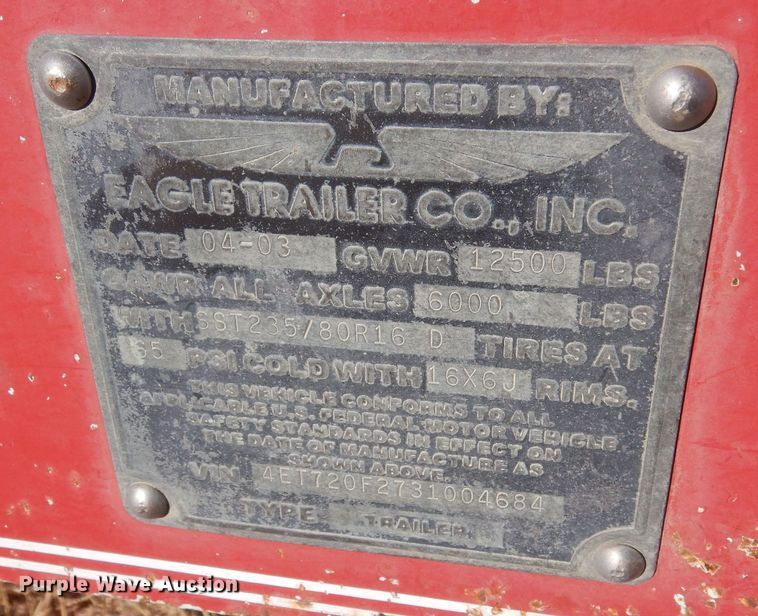 MANUFACTURED BY:
EAGLE TRAILER CO., INC.
DATE 04-03 GVWR 12500 LBS
GAWR ALL AXLES 6000 LBS
WITH SST235/80R16 D TIRES AT
65 PSI COLD WITH 16X6J RIMS.
THIS VEHICLE CONFORMS TO ALL
APPLICABLE U.S. FEDERAL MOTOR VEHICLE
SAFETY STANDARDS IN EFFECT ON
THE DATE OF MANUFACTURE AS
SHOWN ABOVE.
VIN 4ET720F2731004684
TYPE TRAILER
Purple Wave Auction